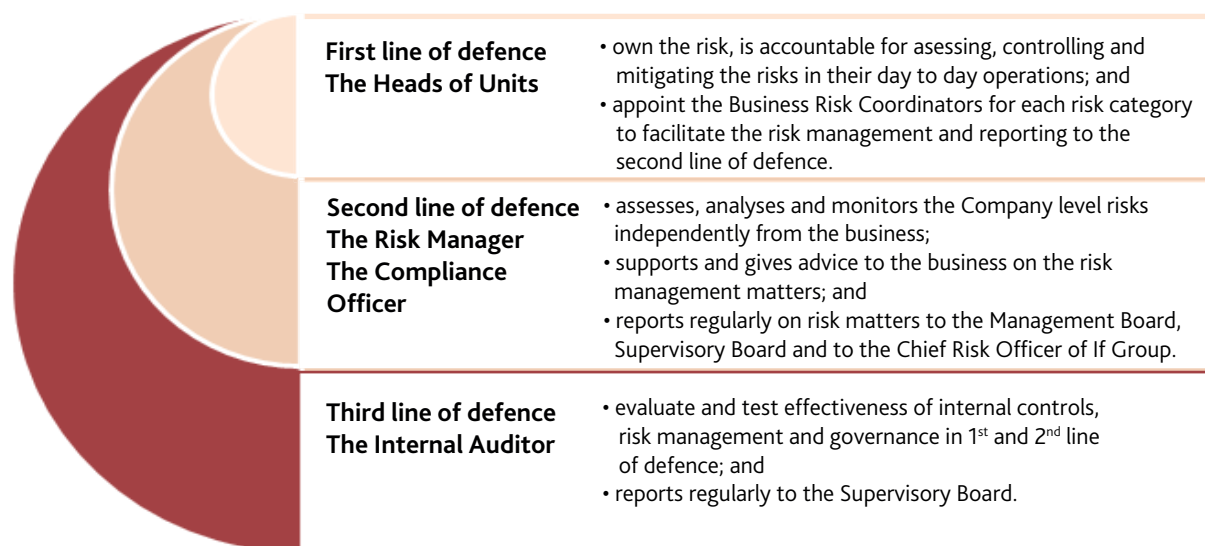 First line of defence
The Heads of Units
• own the risk, is accountable for asessing, controlling and
mitigating the risks in their day to day operations; and
• appoint the Business Risk Coordinators for each risk category
to facilitate the risk management and reporting to the
second line of defence.
Second line of defence
The Risk Manager
The Compliance
Officer
• assesses, analyses and monitors the Company level risks
independently from the business;
• supports and gives advice to the business on the risk
management matters; and
• reports regularly on risk matters to the Management Board,
Supervisory Board and to the Chief Risk Officer of If Group.
Third line of defence
The Internal Auditor
• evaluate and test effectiveness of internal controls,
risk management and governance in 1st and 2nd line
of defence; and
• reports regularly to the Supervisory Board.